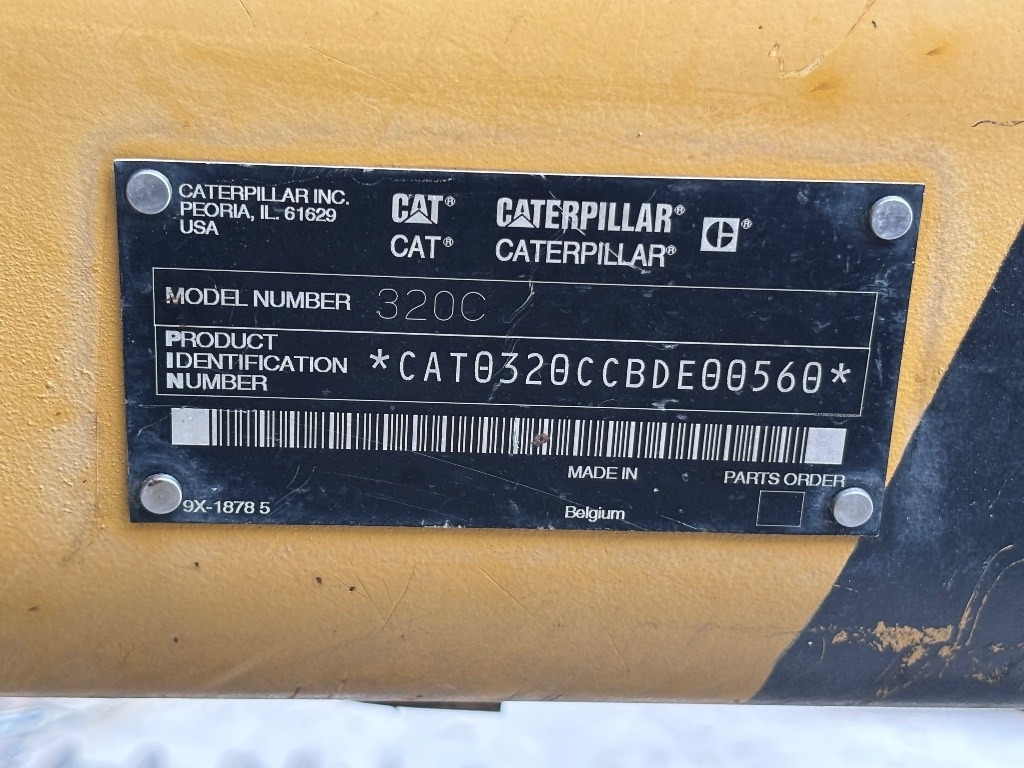 CATERPILLAR INC.
PEORIA, IL. 61629
USA
CAT®
CAT®
CATERPILLAR®
CATERPILLAR®
C®
MODEL NUMBER 320C
PRODUCT
IDENTIFICATION
NUMBER
*CAT0320CCBDE00560*
MADE IN
PARTS ORDER
9X-1878 5
Belgium